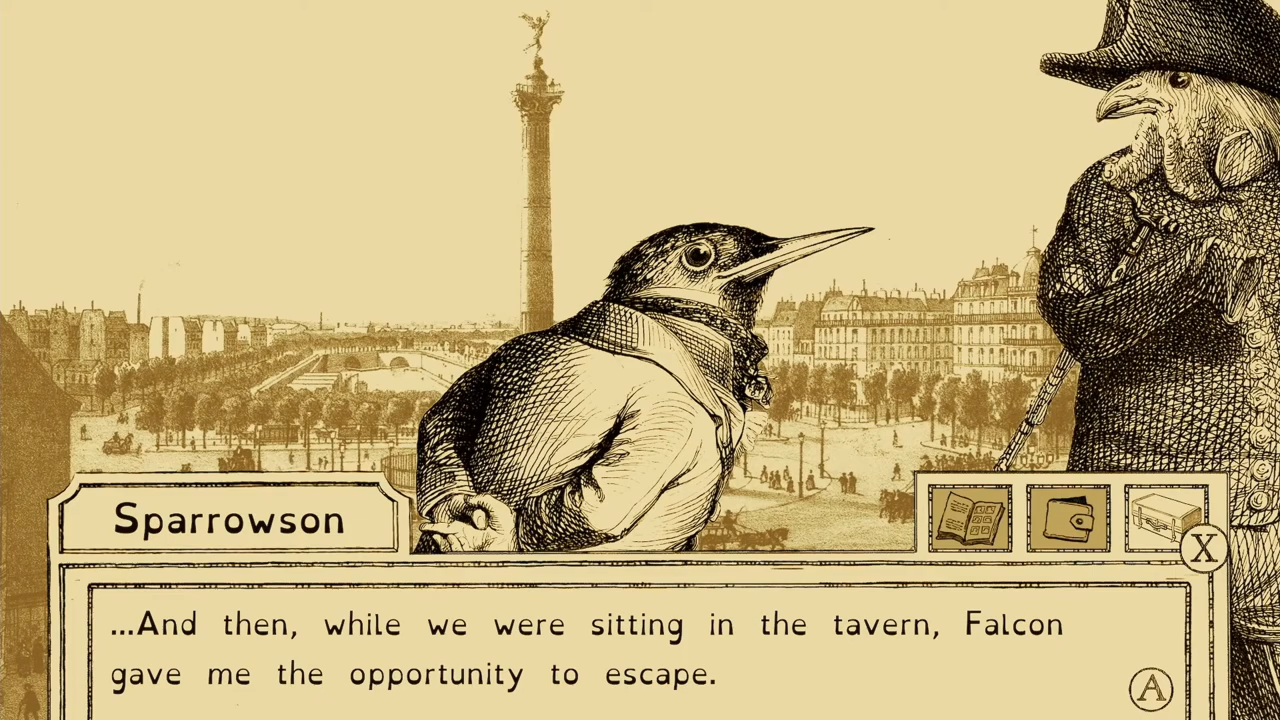 Sparrowson
X
...And then, while we were sitting in the tavern, Falcon
gave me the opportunity to escape.
A